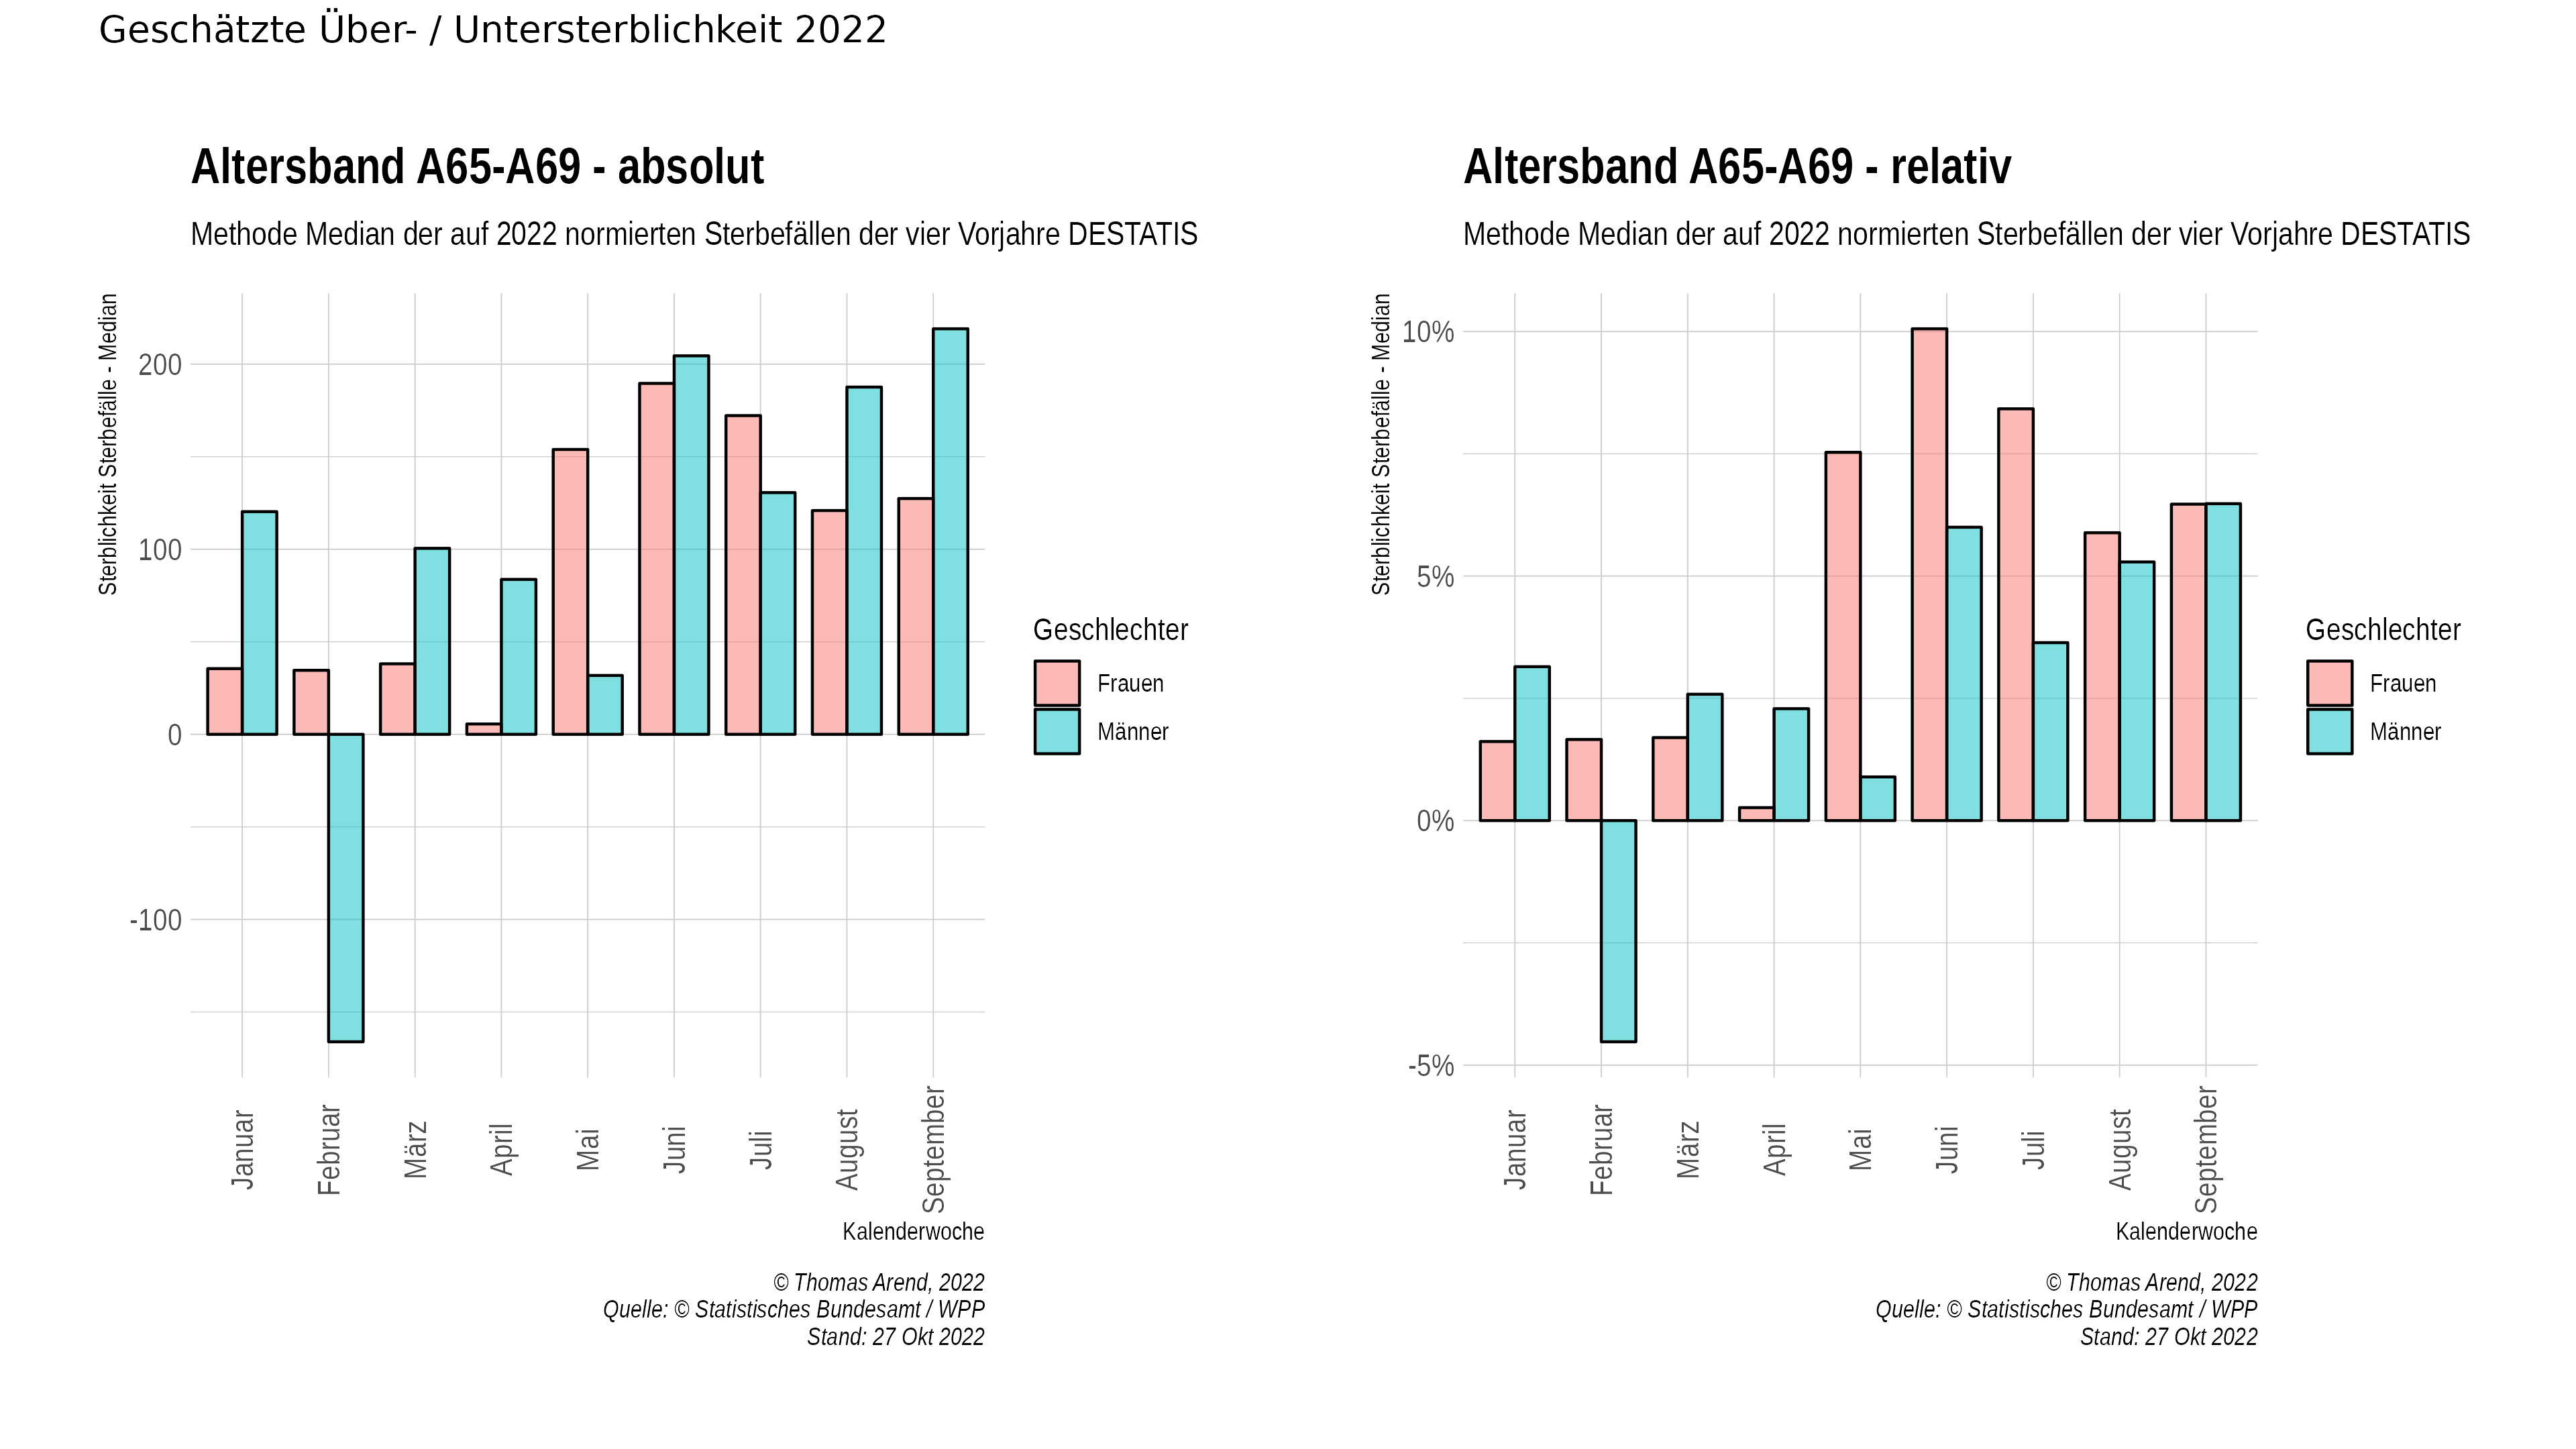 Geschätzte Über- / Untersterblichkeit 2022
Altersband A65-A69 - absolut
Methode Median der auf 2022 normierten Sterbefällen der vier Vorjahre DESTATIS
Sterblichkeit Sterbefälle - Median
200
100
0
-100
Januar
Februar
März
April
Mai
Juni
Juli
August
September
Kalenderwoche
Geschlechter
Frauen
Männer
© Thomas Arend, 2022
Quelle: © Statistisches Bundesamt / WPP
Stand: 27 Okt 2022
Altersband A65-A69 - relativ
Methode Median der auf 2022 normierten Sterbefällen der vier Vorjahre DESTATIS
Sterblichkeit Sterbefälle - Median
10%
5%
0%
-5%
Januar
Februar
März
April
Mai
Juni
Juli
August
September
Kalenderwoche
Geschlechter
Frauen
Männer
© Thomas Arend, 2022
Quelle: © Statistisches Bundesamt / WPP
Stand: 27 Okt 2022